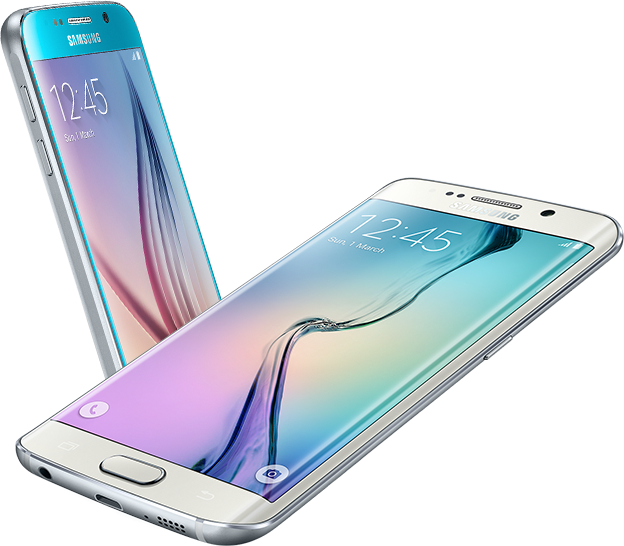 SAMSUNG
12:45
Sun, 1 March
SAMSUNG
12:45
Sun, 1 March